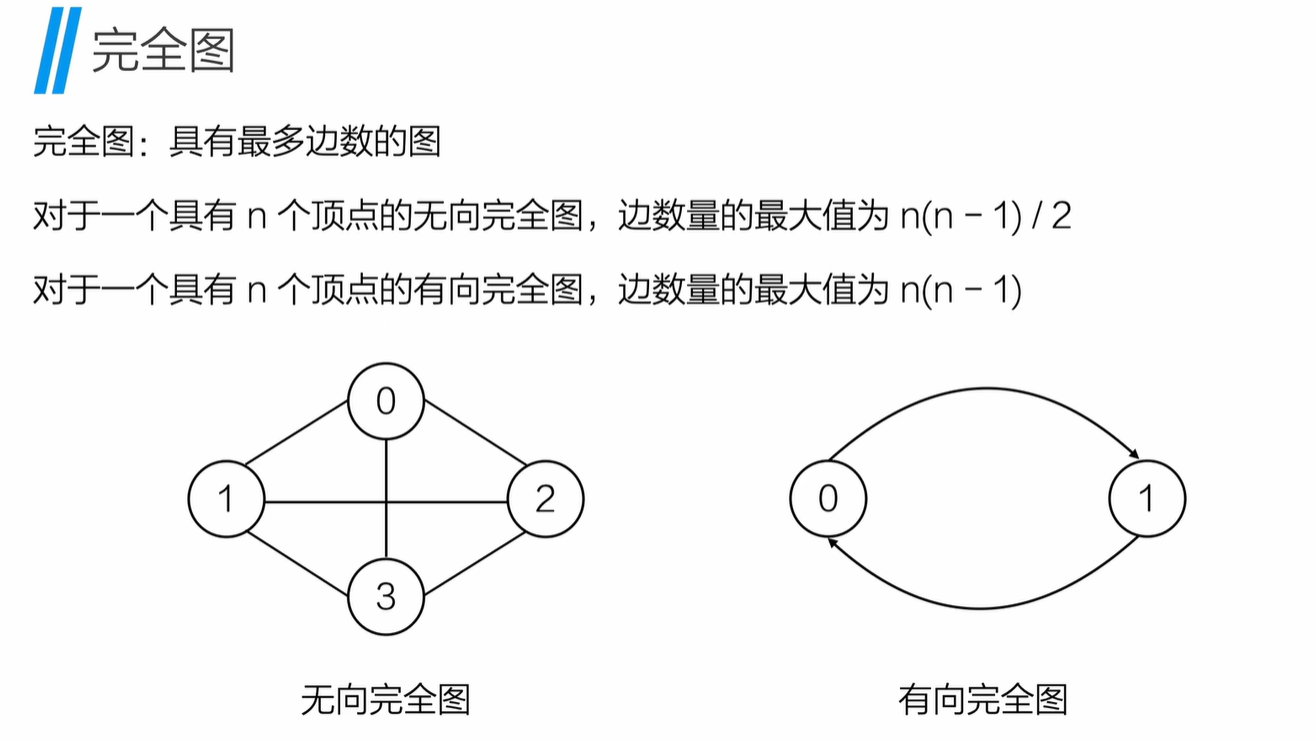 完全图
完全图：具有最多边数的图
对于一个具有 n 个顶点的无向完全图，边数量的最大值为 n(n – 1) / 2
对于一个具有 n 个顶点的有向完全图，边数量的最大值为 n(n – 1)
0
1
2
3
0
1
无向完全图
有向完全图